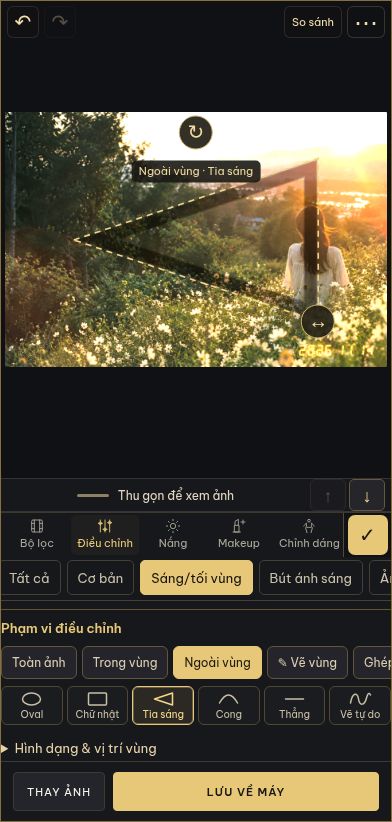 So sánh
Ngoài vùng · Tia sáng
Thu gọn để xem ảnh
Bộ lọc
Điều chỉnh
Nắng
Makeup
Chỉnh dáng
Tất cả
Cơ bản
Sáng/tối vùng
Bút ánh sáng
Phạm vi điều chỉnh
Toàn ảnh
Trong vùng
Ngoài vùng
✎ Vẽ vùng
Ghép
Oval
Chữ nhật
Tia sáng
Cong
Thẳng
Vẽ tự do
Hình dạng & vị trí vùng
THAY ẢNH
LƯU VỀ MÁY